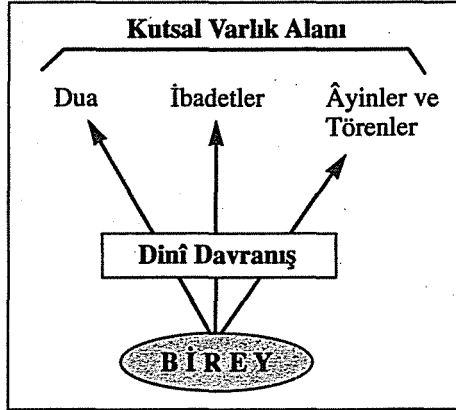 Kutsal Varlık Alanı
Dua
İbadetler
Âyinler ve
Törenler
Dinî Davranış
BİREY